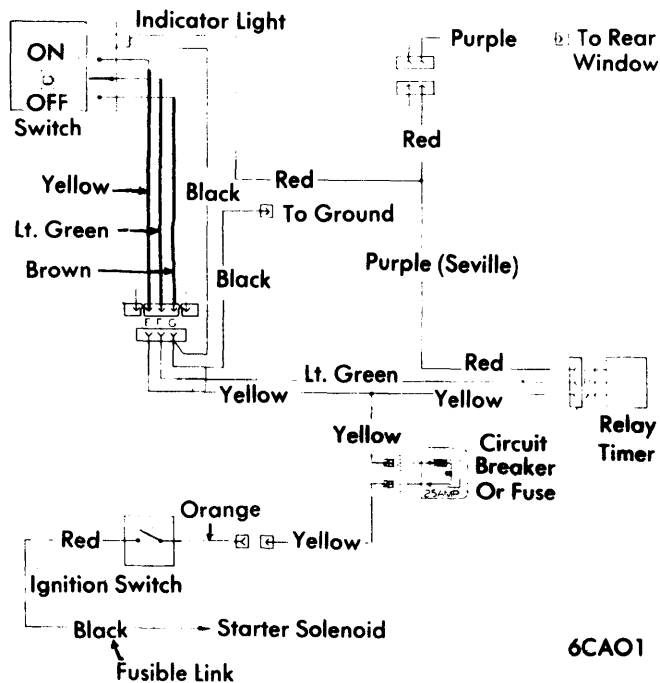 Indicator Light
ON
OFF
Switch
Purple
To Rear
Window
Red
Yellow
Black
Red
Lt. Green
To Ground
Brown
Black
Purple (Seville)
Lt. Green
Red
Yellow
Yellow
Relay
Timer
Yellow
Circuit
Breaker
Or Fuse
25AMP
Orange
Red
Yellow
Ignition Switch
Black
Starter Solenoid
Fusible Link
6CAO1